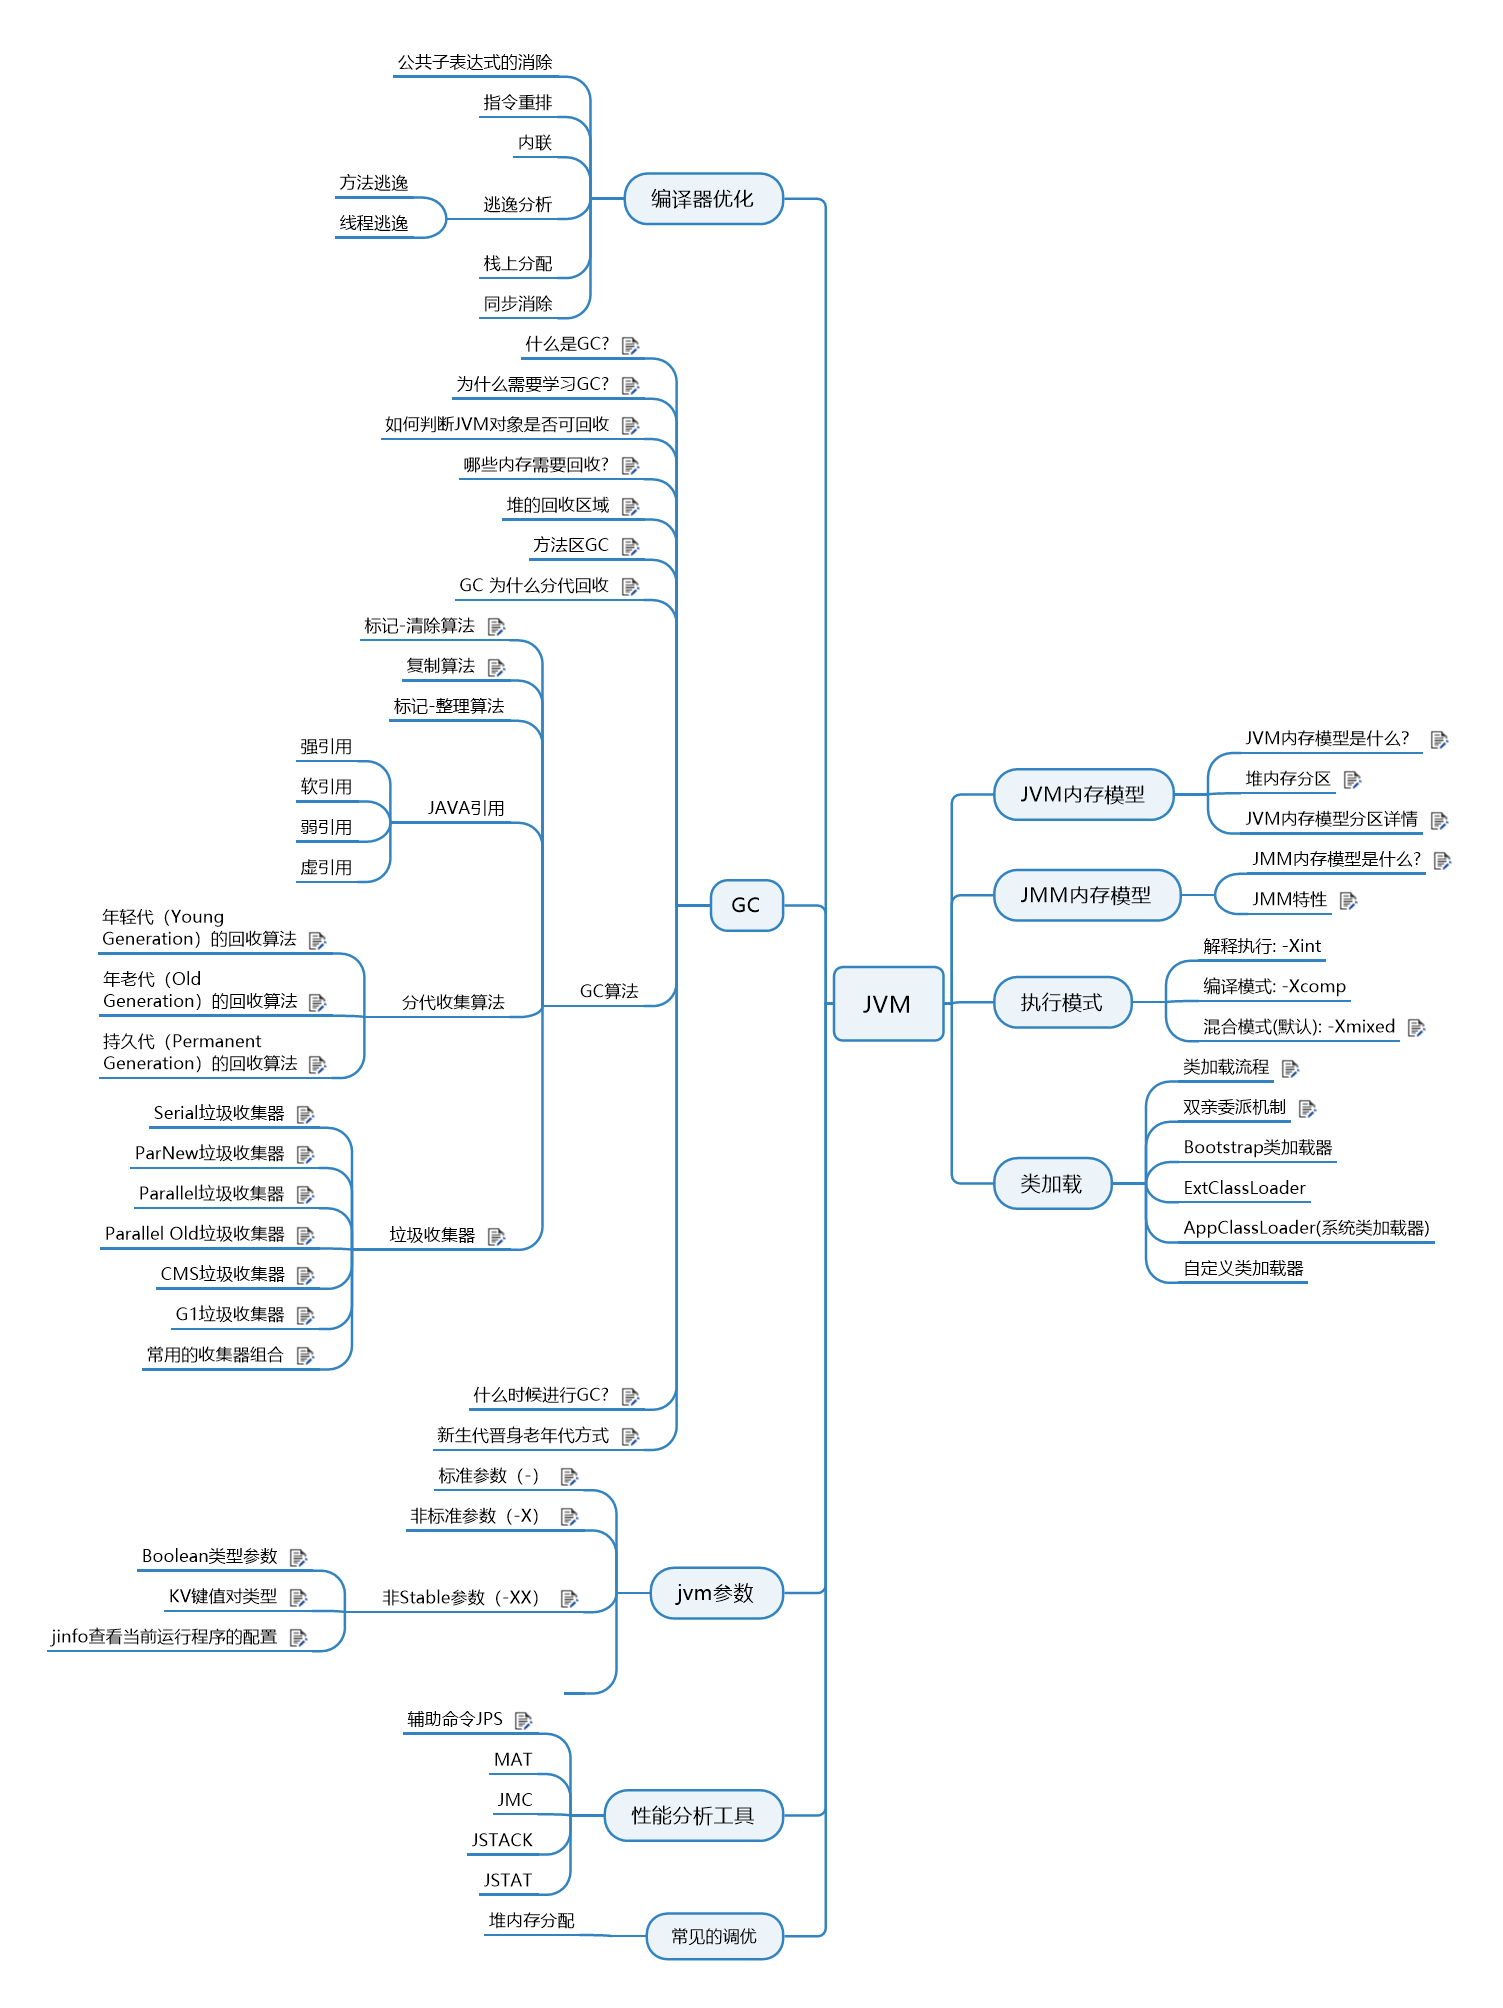 公共子表达式的消除
指令重排
内联
方法逃逸
线程逃逸
逃逸分析
栈上分配
同步消除
编译器优化
什么是GC?
为什么需要学习GC?
如何判断JVM对象是否可回收
哪些内存需要回收?
堆的回收区域
方法区GC
GC 为什么分代回收
标记-清除算法
复制算法
标记-整理算法
强引用
软引用
弱引用
虚引用
JAVA引用
年轻代（Young
Generation）的回收算法
年老代（Old
Generation）的回收算法
持久代（Permanent
Generation）的回收算法
分代收集算法
GC算法
Serial垃圾收集器
ParNew垃圾收集器
Parallel垃圾收集器
Parallel Old垃圾收集器
CMS垃圾收集器
G1垃圾收集器
常用的收集器组合
垃圾收集器
什么时候进行GC?
新生代晋身老年代方式
GC
标准参数（-）
非标准参数（-X）
Boolean类型参数
KV键值对类型
jinfo查看当前运行程序的配置
非Stable参数（-XX）
jvm参数
辅助命令JPS
MAT
JMC
JSTACK
JSTAT
性能分析工具
堆内存分配
常见的调优
JVM
JVM内存模型
JVM内存模型是什么?
堆内存分区
JVM内存模型分区详情
JMM内存模型
JMM内存模型是什么?
JMM特性
执行模式
解释执行: -Xint
编译模式: -Xcomp
混合模式(默认): -Xmixed
类加载
类加载流程
双亲委派机制
Bootstrap类加载器
ExtClassLoader
AppClassLoader(系统类加载器)
自定义类加载器